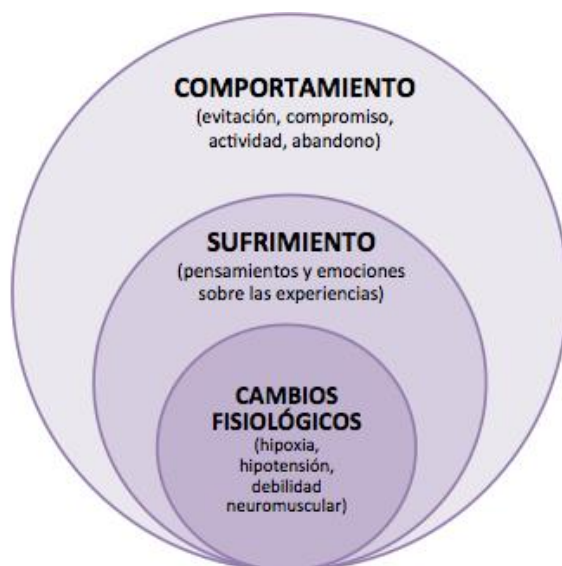 COMPORTAMIENTO
(evitación, compromiso,
actividad, abandono)
SUFRIMIENTO
(pensamientos y emociones
sobre las experiencias)
CAMBIOS
FISIOLÓGICOS
(hipoxia,
hipotensión,
debilidad
neuromuscular)